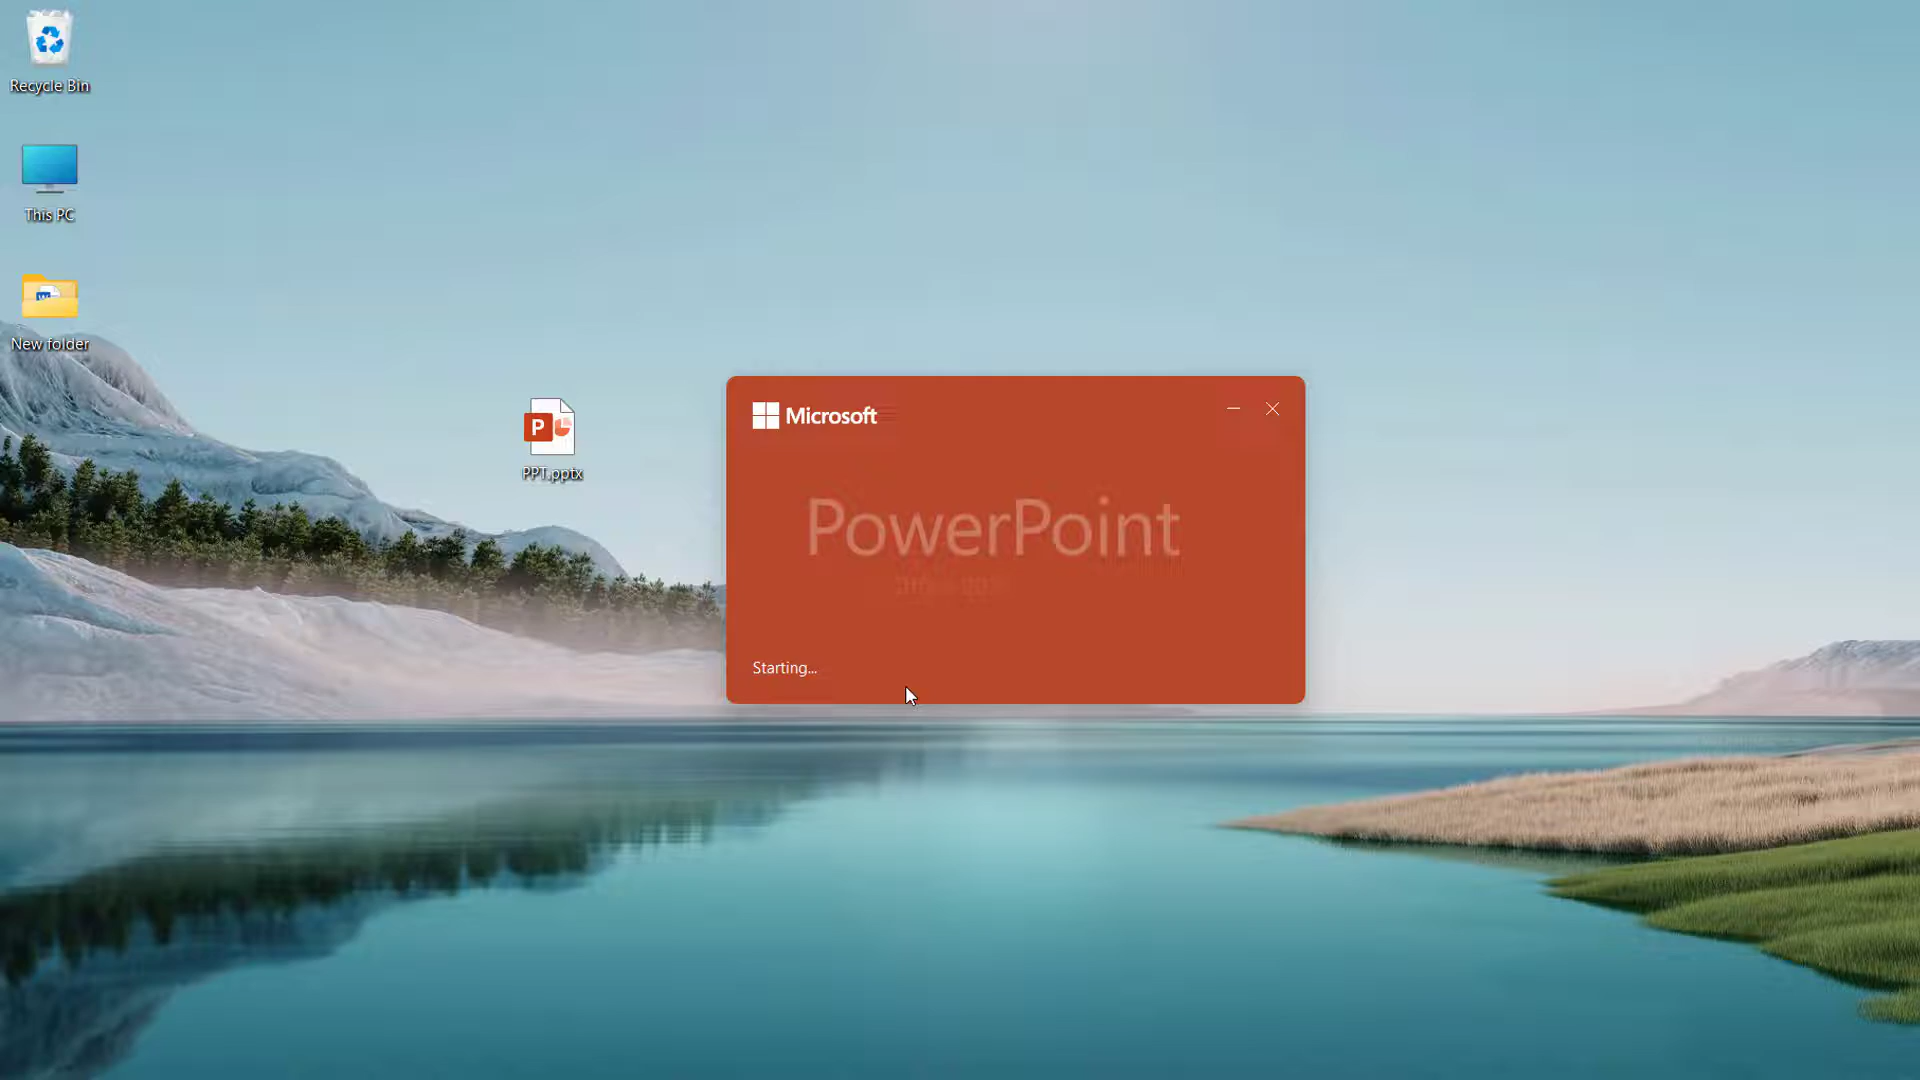 Recycle Bin
This PC
New folder
PPT.pptx
Microsoft
PowerPoint
Starting...